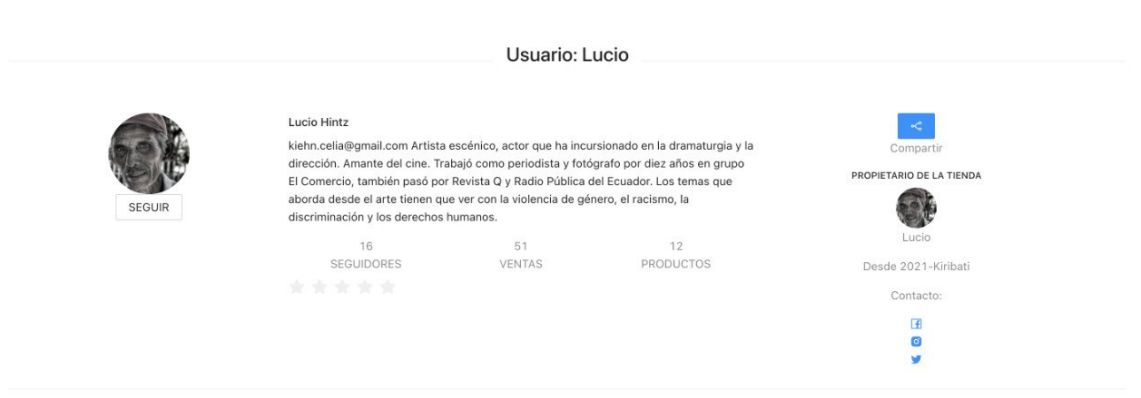 Usuario: Lucio
SEGUIR
Lucio Hintz
kiehn.celia@gmail.com Artista escénico, actor que ha incursionado en la dramaturgia y la
dirección. Amante del cine. Trabajó como periodista y fotógrafo por diez años en grupo
El Comercio, también pasó por Revista Q y Radio Pública del Ecuador. Los temas que
aborda desde el arte tienen que ver con la violencia de género, el racismo, la
discriminación y los derechos humanos.
16 51 12
SEGUIDORES VENTAS PRODUCTOS
Compartir
PROPIETARIO DE LA TIENDA
Lucio
Desde 2021-Kiribati
Contacto: